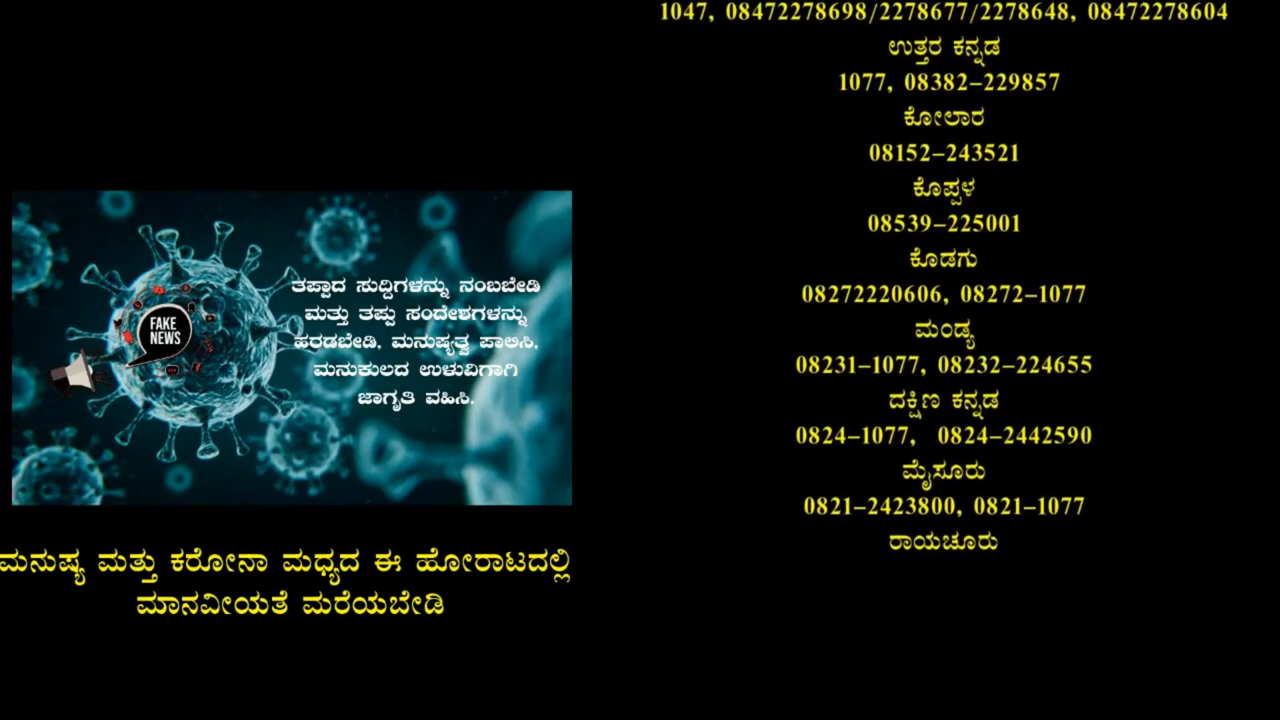 FAKE
NEWS
ತಪ್ಪಾದ ಸುದ್ದಿಗಳನ್ನು ನಂಬಬೇಡಿ
ಮತ್ತು ತಪ್ಪು ಸಂದೇಶಗಳನ್ನು
ಹರಡಬೇಡಿ. ಮನುಷ್ಯತ್ವ ಪಾಲಿಸಿ.
ಮನುಕುಲದ ಉಳುವಿಗಾಗಿ
ಜಾಗೃತಿ ವಹಿಸಿ.
ಮನುಷ್ಯ ಮತ್ತು ಕರೋನಾ ಮಧ್ಯದ ಈ ಹೋರಾಟದಲ್ಲಿ
ಮಾನವೀಯತೆ ಮರೆಯಬೇಡಿ
1047, 08472278698/2278677/2278648, 08472278604
ಉತ್ತರ ಕನ್ನಡ
1077, 08382-229857
ಕೋಲಾರ
08152-243521
ಕೊಪ್ಪಳ
08539-225001
ಕೊಡಗು
08272220606, 08272-1077
ಮಂಡ್ಯ
08231-1077, 08232-224655
ದಕ್ಷಿಣ ಕನ್ನಡ
0824-1077, 0824-2442590
ಮೈಸೂರು
0821-2423800, 0821-1077
ರಾಯಚೂರು